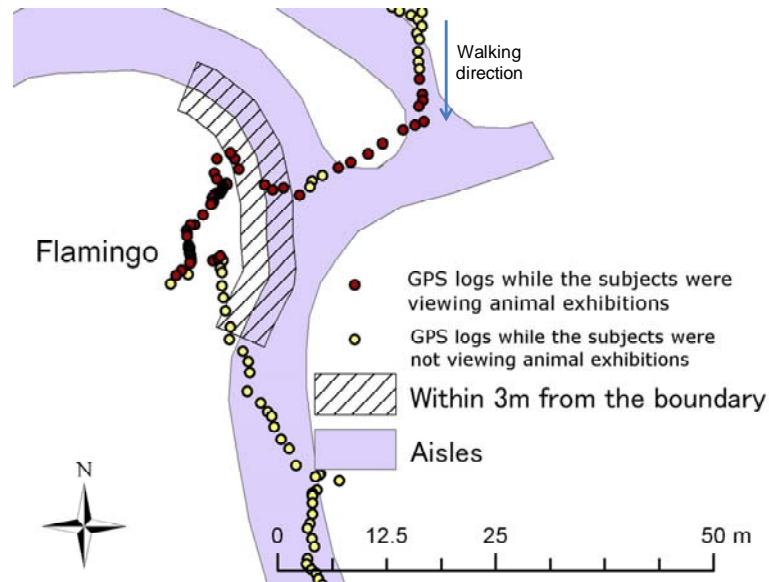 Walking
direction
Flamingo
GPS logs while the subjects were
viewing animal exhibitions
GPS logs while the subjects were
not viewing animal exhibitions
Within 3m from the boundary
Aisles
N
0 12.5 25 50 m